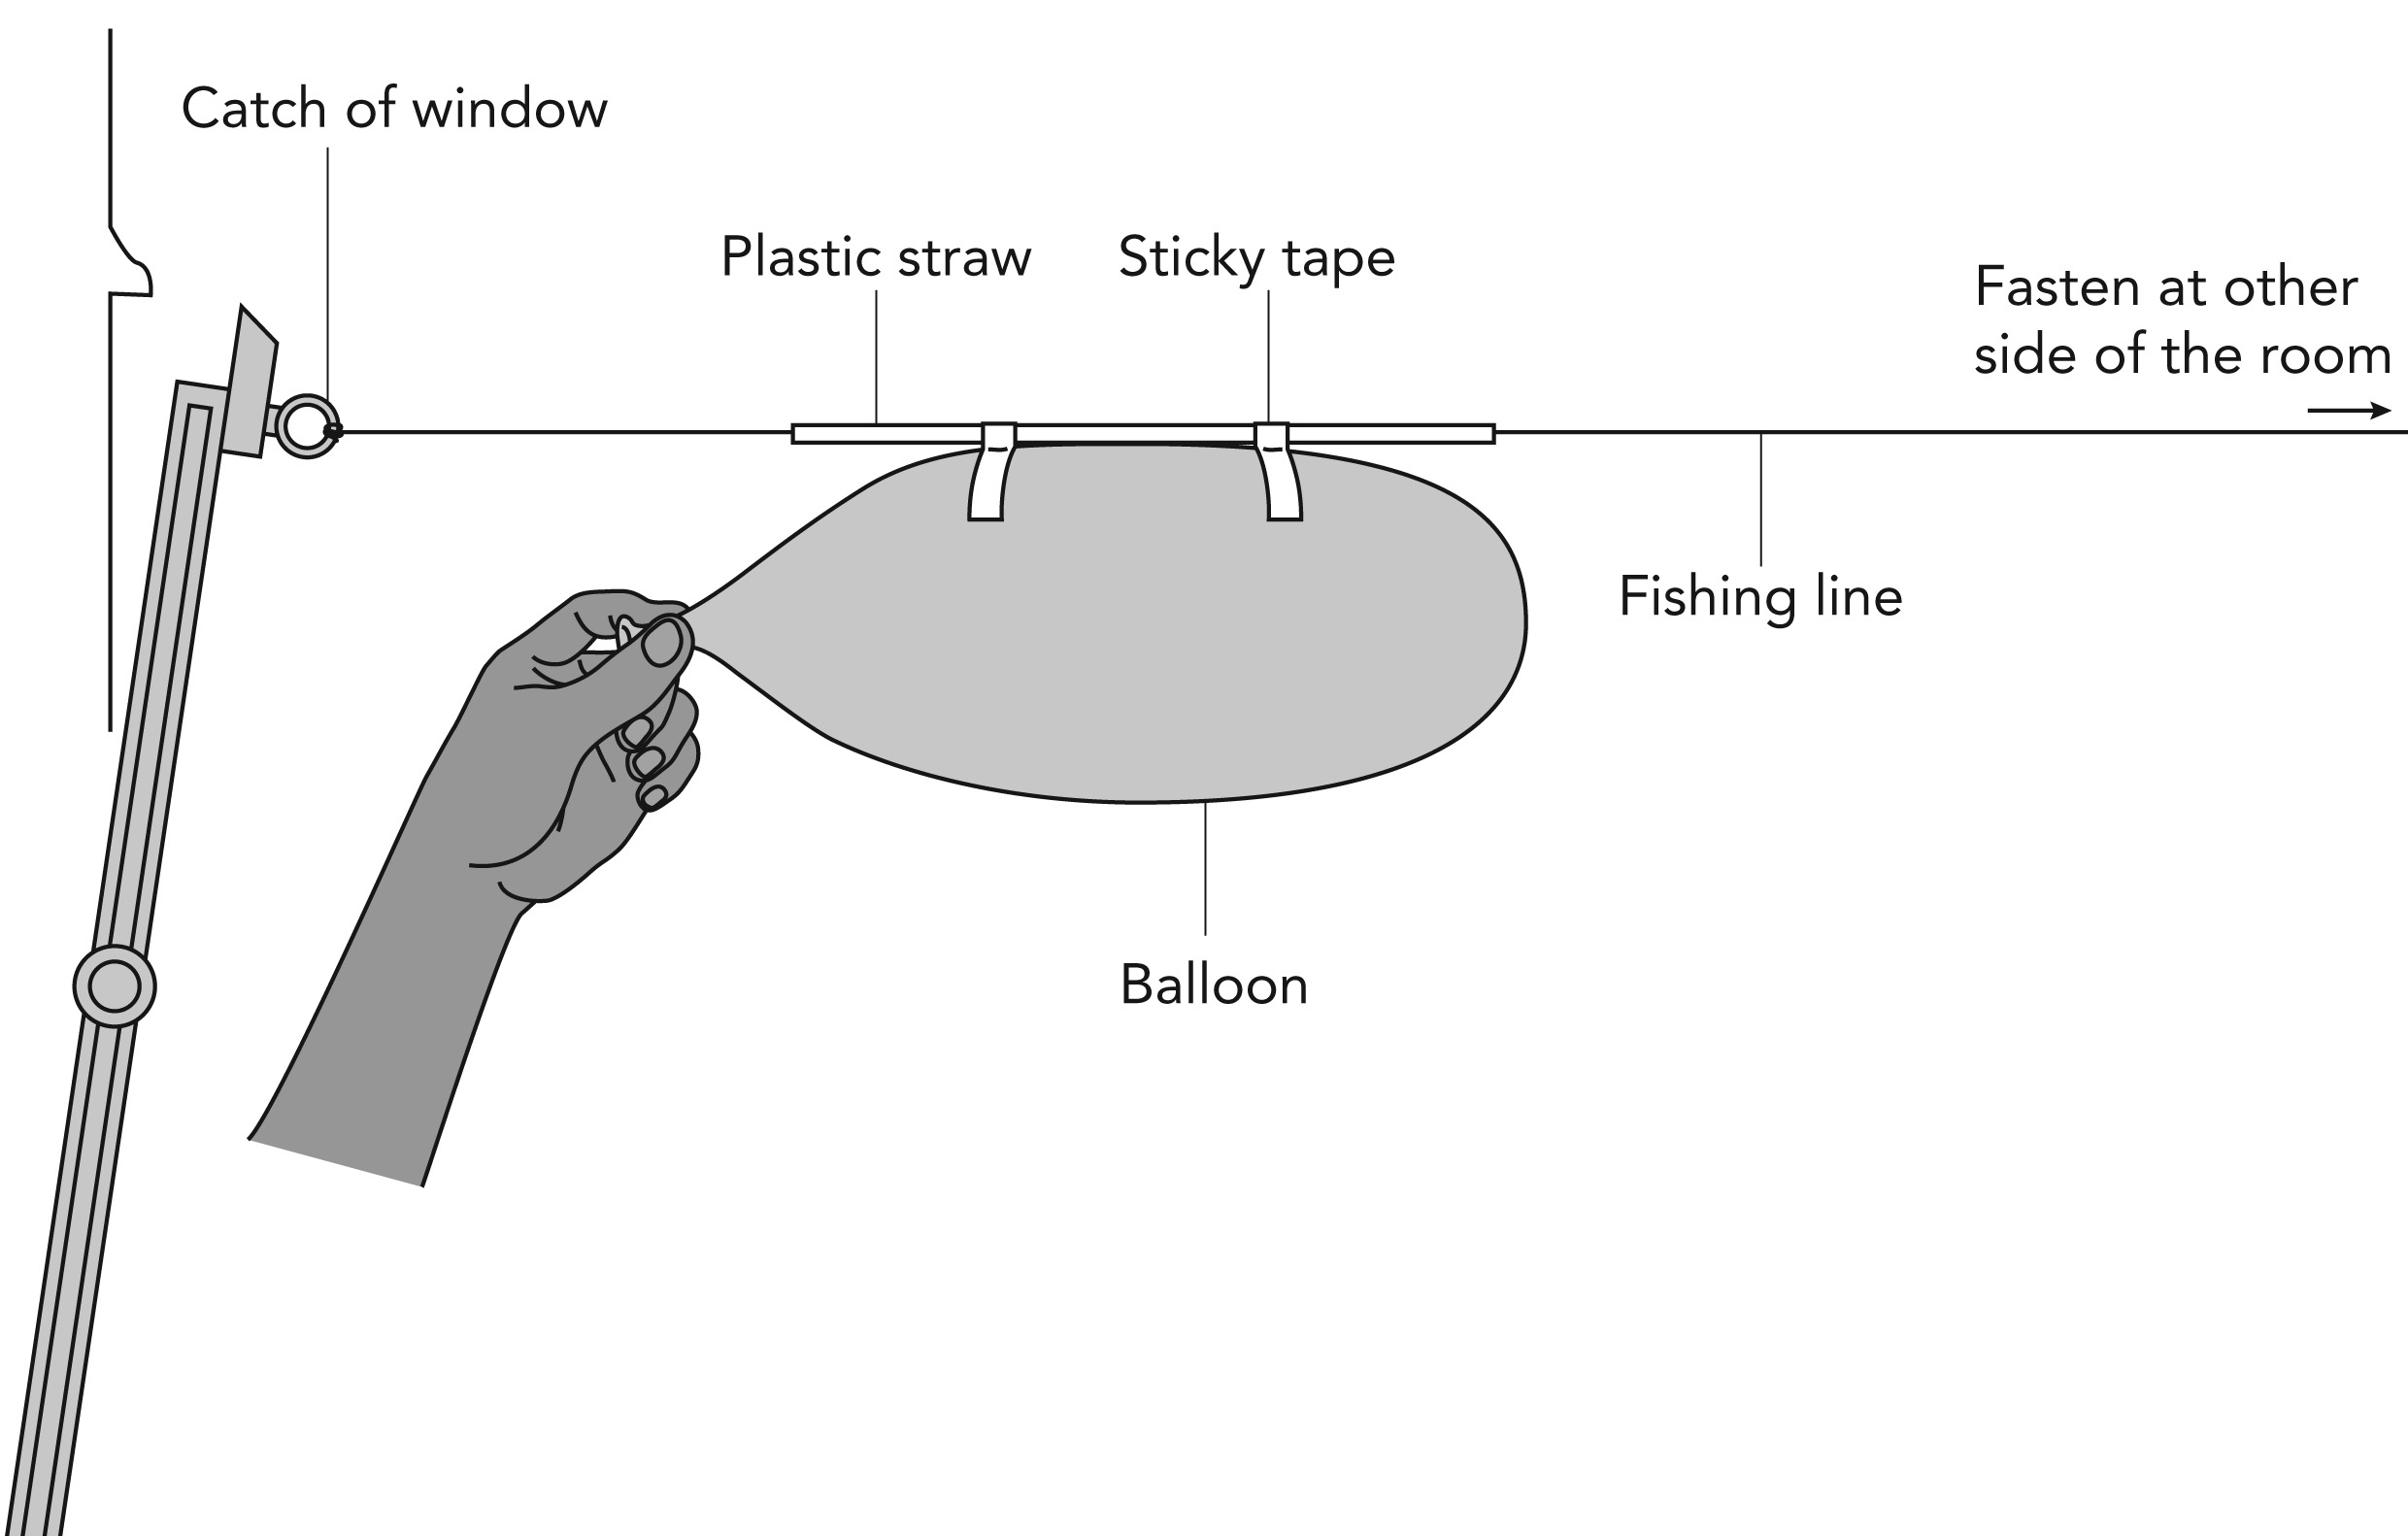 Catch of window
Plastic straw
Sticky tape
Fasten at other
side of the room
Fishing line
Balloon